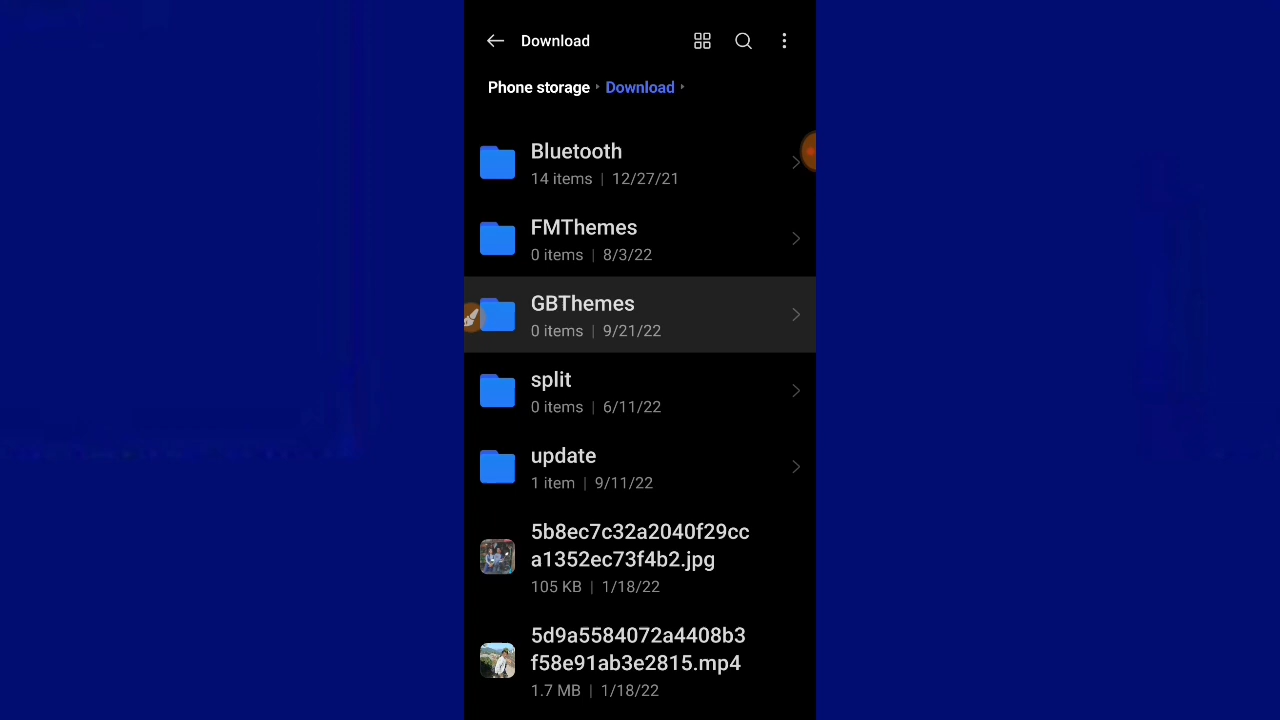 Download
Phone storage Download
Bluetooth
14 items | 12/27/21
FMThemes
0 items | 8/3/22
GBThemes
0 items | 9/21/22
split
0 items | 6/11/22
update
1 item | 9/11/22
5b8ec7c32a2040f29cc
a1352ec73f4b2.jpg
105 KB | 1/18/22
5d9a5584072a4408b3
f58e91ab3e2815.mp4
1.7 MB | 1/18/22